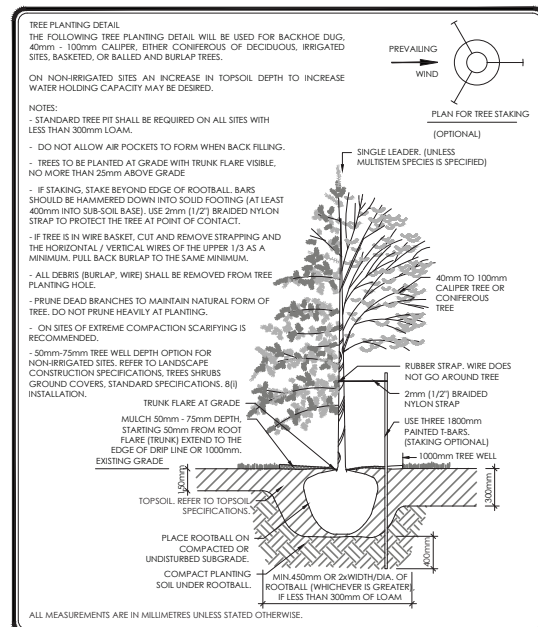 TREE PLANTING DETAIL
THE FOLLOWING TREE PLANTING DETAIL WILL BE USED FOR BACKHOE DUG,
40mm - 100mm CALIPER, EITHER CONIFEROUS OF DECIDUOUS, IRRIGATED
SITES, BASKETED, OR BALLED AND BURLAP TREES.
ON NON-IRRIGATED SITES AN INCREASE IN TOPSOIL DEPTH TO INCREASE
WATER HOLDING CAPACITY MAY BE DESIRED.
NOTES:
- STANDARD TREE PIT SHALL BE REQUIRED ON ALL SITES WITH
LESS THAN 300mm LOAM.
- DO NOT ALLOW AIR POCKETS TO FORM WHEN BACK FILLING.
- TREES TO BE PLANTED AT GRADE WITH TRUNK FLARE VISIBLE,
NO MORE THAN 25mm ABOVE GRADE
- IF STAKING, STAKE BEYOND EDGE OF ROOTBALL. BARS
SHOULD BE HAMMERED DOWN INTO SOLID FOOTING (AT LEAST
400mm INTO SUB-SOIL BASE). USE 2mm (1/2") BRAIDED NYLON
STRAP TO PROTECT THE TREE AT POINT OF CONTACT.
- IF TREE IS IN WIRE BASKET, CUT AND REMOVE STRAPPING AND
THE HORIZONTAL / VERTICAL WIRES OF THE UPPER 1/3 AS A
MINIMUM. PULL BACK BURLAP TO THE SAME MINIMUM.
- ALL DEBRIS (BURLAP, WIRE) SHALL BE REMOVED FROM TREE
PLANTING HOLE.
- PRUNE DEAD BRANCHES TO MAINTAIN NATURAL FORM OF
TREE. DO NOT PRUNE HEAVILY AT PLANTING.
- ON SITES OF EXTREME COMPACTION SCARIFYING IS
RECOMMENDED.
- 50mm-75mm TREE WELL DEPTH OPTION FOR
NON-IRRIGATED SITES. REFER TO LANDSCAPE
CONSTRUCTION SPECIFICATIONS, TREES SHRUBS
GROUND COVERS, STANDARD SPECIFICATIONS. 8(i)
INSTALLATION.
PREVAILING
WIND
PLAN FOR TREE STAKING
(OPTIONAL)
SINGLE LEADER. (UNLESS
MULTISTEM SPECIES IS SPECIFIED)
40mm TO 100mm
CALIPER TREE OR
CONIFEROUS
TREE
RUBBER STRAP. WIRE DOES
NOT GO AROUND TREE
2mm (1/2") BRAIDED
NYLON STRAP
USE THREE 1800mm
PAINTED T-BARS.
(STAKING OPTIONAL)
1000mm TREE WELL
TRUNK FLARE AT GRADE
MULCH 50mm - 75mm DEPTH,
STARTING 50mm FROM ROOT
FLARE (TRUNK) EXTEND TO THE
EDGE OF DRIP LINE OR 1000mm.
EXISTING GRADE
150mm
300mm
400mm
TOPSOIL. REFER TO TOPSOIL
SPECIFICATIONS.
PLACE ROOTBALL ON
COMPACTED OR
UNDISTURBED SUBGRADE.
COMPACT PLANTING
SOIL UNDER ROOTBALL.
MIN.450mm OR 2xWIDTH/DIA. OF
ROOTBALL (WHICHEVER IS GREATER),
IF LESS THAN 300mm OF LOAM
ALL MEASUREMENTS ARE IN MILLIMETRES UNLESS STATED OTHERWISE.